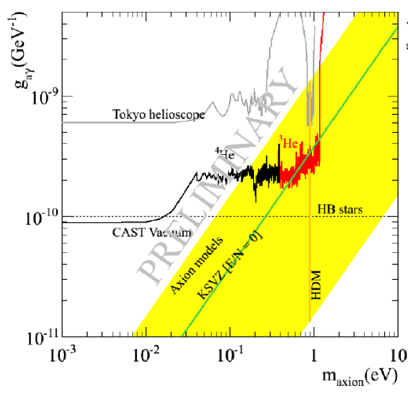 g_aγ(GeV⁻¹)
10⁻⁹
Tokyo helioscope
⁴He
³He
PRELIMINARY
10⁻¹⁰
HB stars
CAST Vacuum
Axion models
KSVZ [E/N = 0]
HDM
10⁻¹¹
10⁻³ 10⁻² 10⁻¹ 1 10
m_axion(eV)